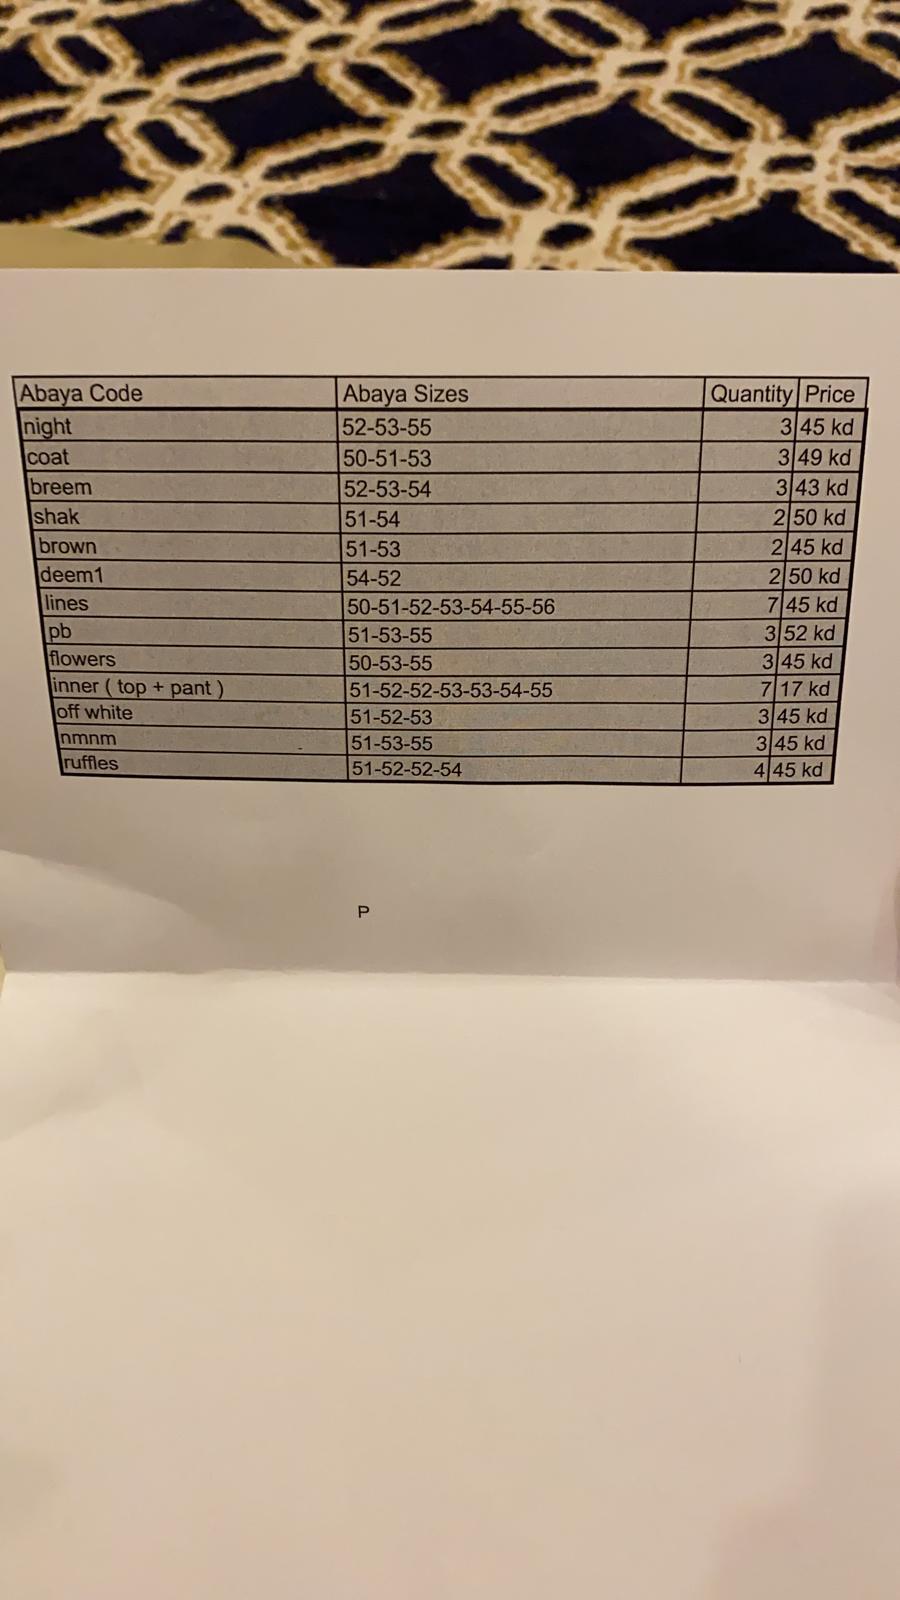 Abaya Code Abaya Sizes Quantity Price
night 52-53-55 3 45 kd
coat 50-51-53 3 49 kd
breem 52-53-54 3 43 kd
shak 51-54 2 50 kd
brown 51-53 2 45 kd
deem1 54-52 2 50 kd
lines 50-51-52-53-54-55-56 7 45 kd
pb 51-53-55 3 52 kd
flowers 50-53-55 3 45 kd
inner ( top + pant ) 51-52-52-53-53-54-55 7 17 kd
off white 51-52-53 3 45 kd
nmnm 51-53-55 3 45 kd
ruffles 51-52-52-54 4 45 kd
P